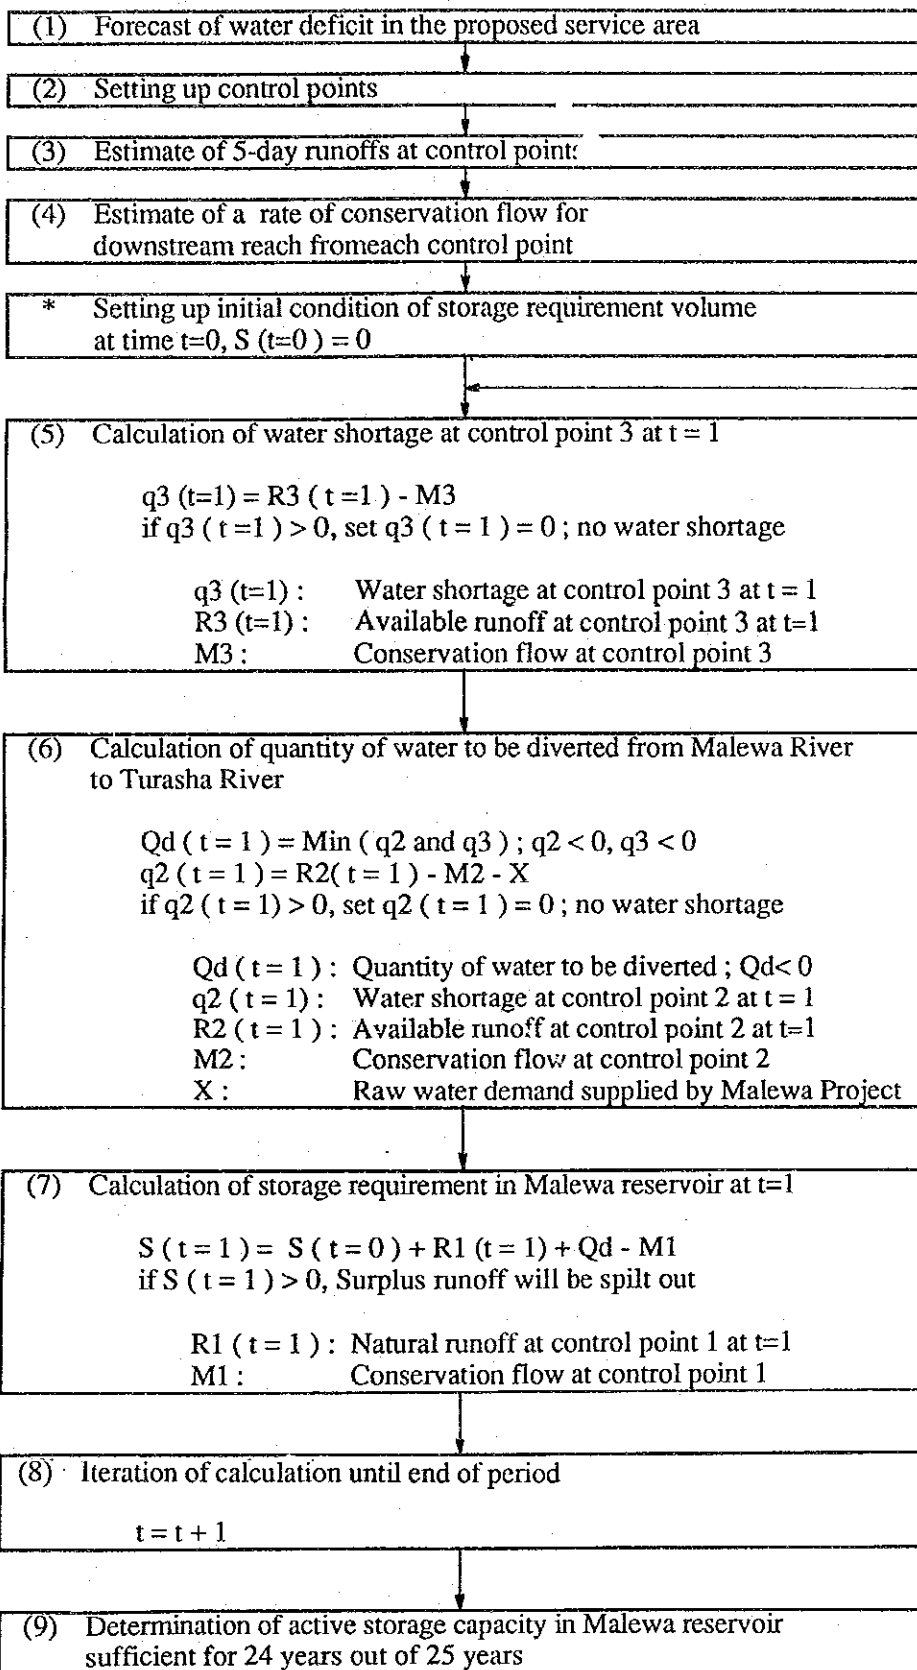 (1) Forecast of water deficit in the proposed service area
(2) Setting up control points
(3) Estimate of 5-day runoffs at control points
(4) Estimate of a rate of conservation flow for
downstream reach fromeach control point
* Setting up initial condition of storage requirement volume
at time t=0, S (t=0 ) = 0
(5) Calculation of water shortage at control point 3 at t = 1
q3 (t=1) = R3 ( t =1 ) - M3
if q3 ( t =1 ) > 0, set q3 ( t = 1 ) = 0 ; no water shortage
q3 (t=1) : Water shortage at control point 3 at t = 1
R3 (t=1) : Available runoff at control point 3 at t=1
M3 : Conservation flow at control point 3
(6) Calculation of quantity of water to be diverted from Malewa River
to Turasha River
Qd ( t = 1 ) = Min ( q2 and q3 ) ; q2 < 0, q3 < 0
q2 ( t = 1 ) = R2( t = 1 ) - M2 - X
if q2 ( t = 1) > 0, set q2 ( t = 1 ) = 0 ; no water shortage
Qd ( t = 1 ) : Quantity of water to be diverted ; Qd< 0
q2 ( t = 1) : Water shortage at control point 2 at t = 1
R2 ( t = 1 ) : Available runoff at control point 2 at t=1
M2 : Conservation flow at control point 2
X : Raw water demand supplied by Malewa Project
(7) Calculation of storage requirement in Malewa reservoir at t=1
S ( t = 1 ) = S ( t = 0 ) + R1 (t = 1 ) + Qd - M1
if S ( t = 1 ) > 0, Surplus runoff will be spilt out
R1 ( t = 1 ) : Natural runoff at control point 1 at t=1
M1 : Conservation flow at control point 1
(8) Iteration of calculation until end of period
t = t + 1
(9) Determination of active storage capacity in Malewa reservoir
sufficient for 24 years out of 25 years